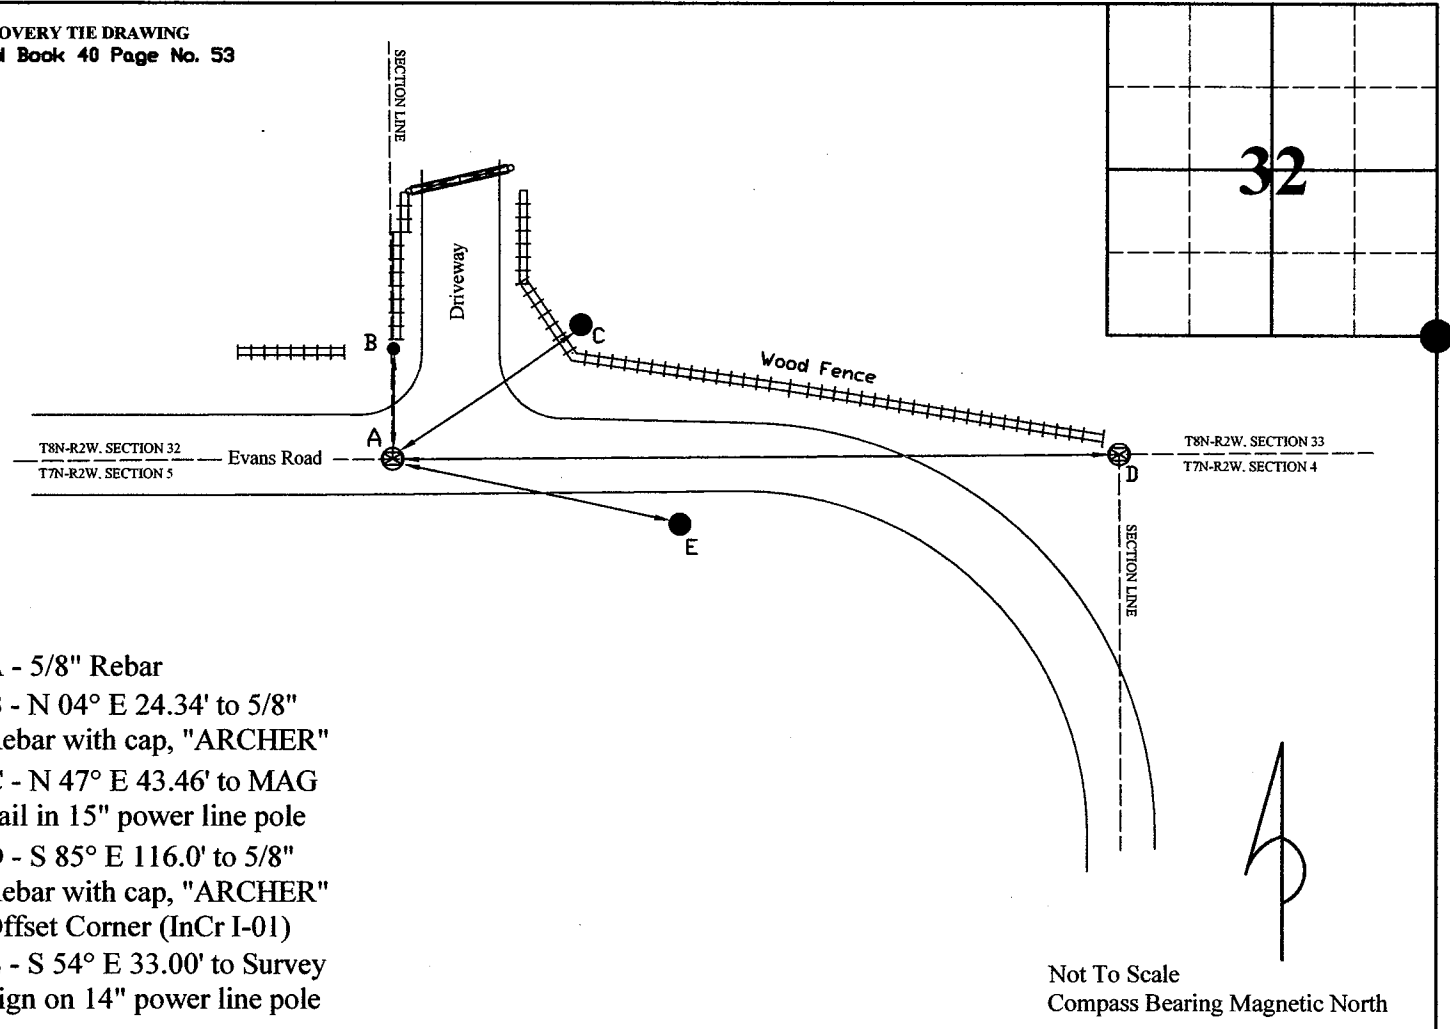 OVERY TIE DRAWING
Book 40 Page No. 53
SECTION LINE
32
Driveway
B
C
Wood Fence
A
T8N-R2W. SECTION 32
Evans Road
T7N-R2W. SECTION 5
T8N-R2W. SECTION 33
T7N-R2W. SECTION 4
D
E
SECTION LINE
- 5/8" Rebar
- N 04° E 24.34' to 5/8"
ebar with cap, "ARCHER"
- N 47° E 43.46' to MAG
ail in 15" power line pole
- S 85° E 116.0' to 5/8"
ebar with cap, "ARCHER"
ffset Corner (InCr I-01)
- S 54° E 33.00' to Survey
ign on 14" power line pole
Not To Scale
Compass Bearing Magnetic North